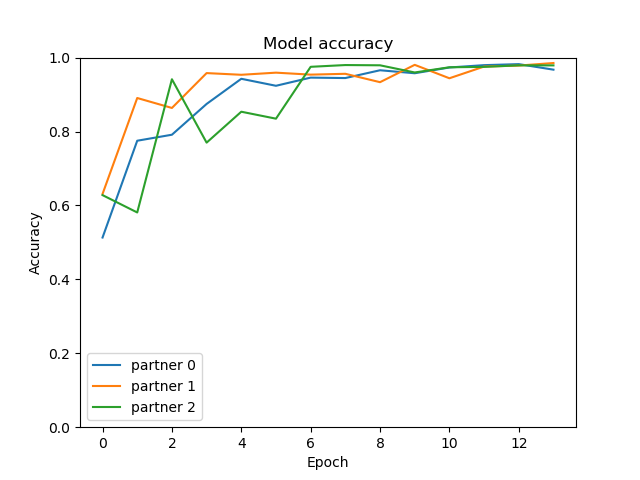 Model accuracy
1.0
0.8
0.6
0.4
0.2
0.0
Accuracy
partner 0
partner 1
partner 2
0 2 4 6 8 10 12
Epoch